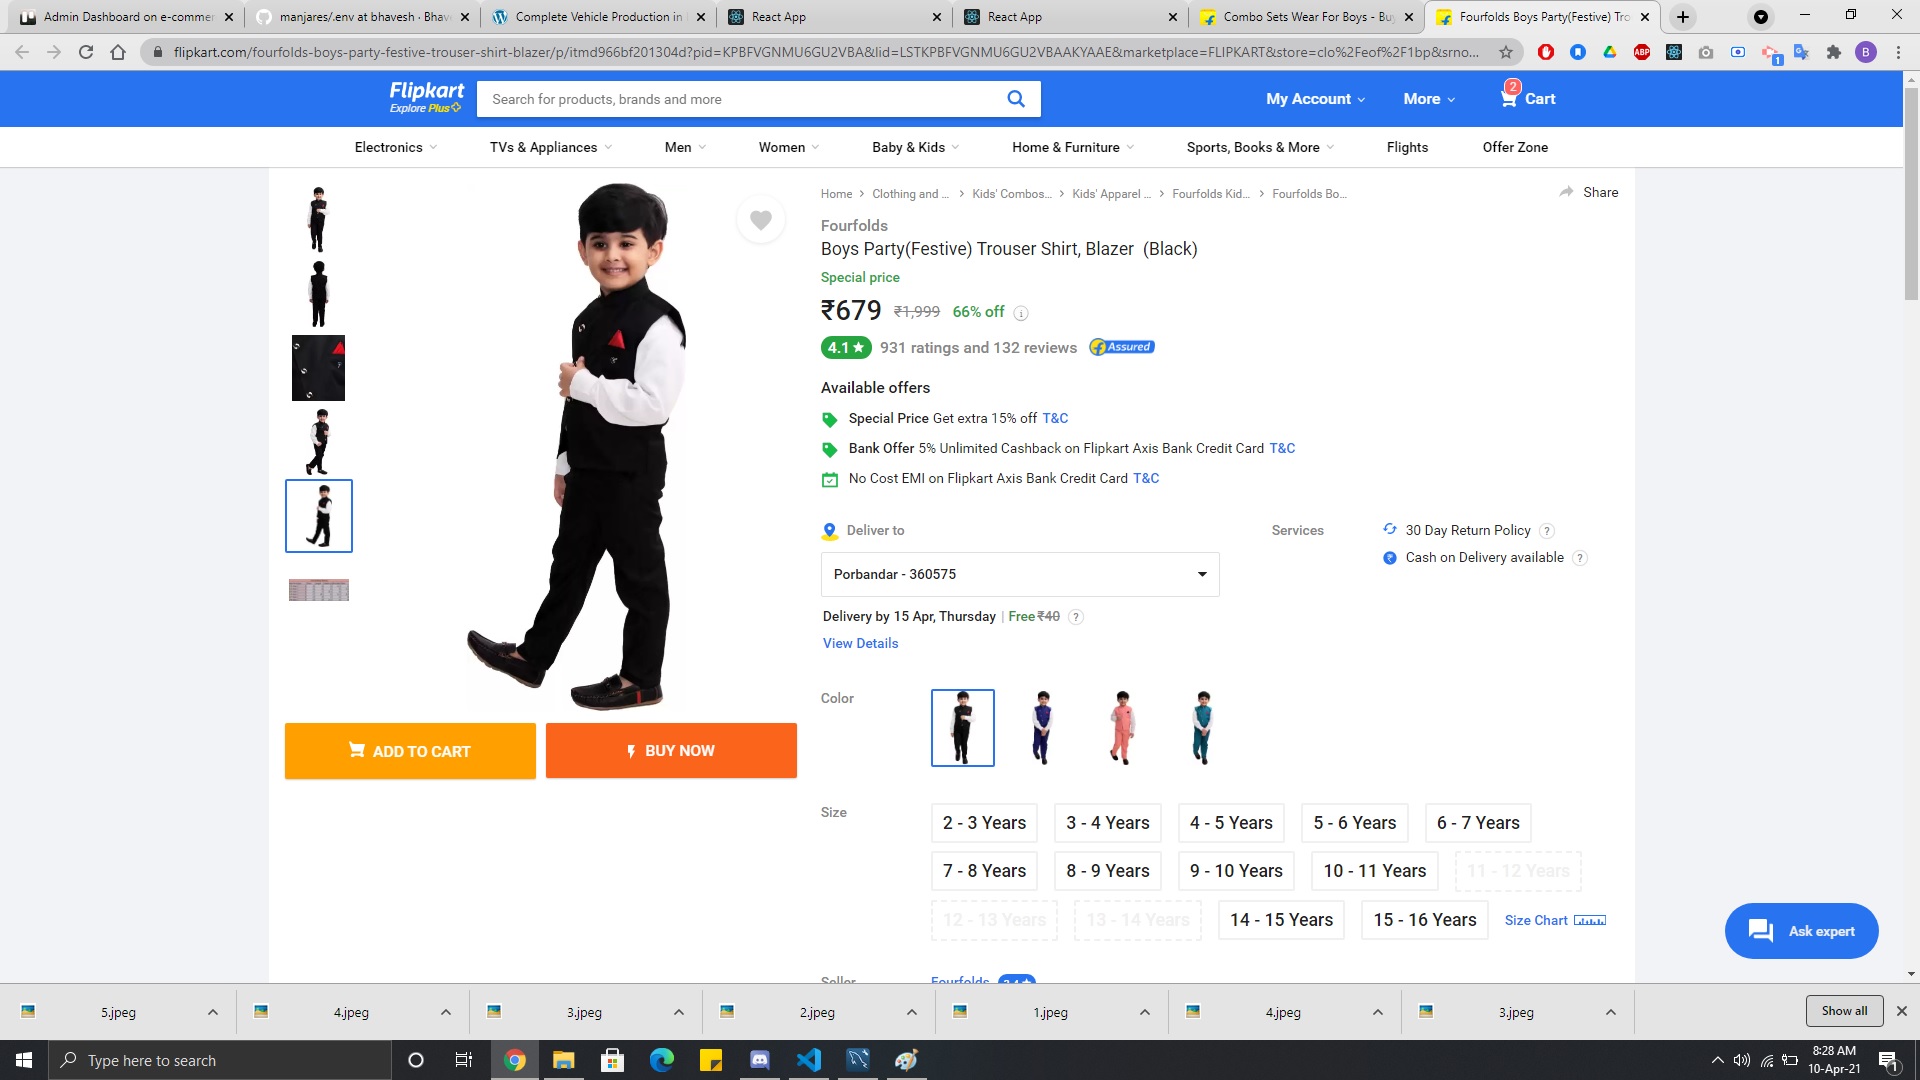 Admin Dashboard on e-commer
manjares/.env at bhavesh · Bhav
Complete Vehicle Production in
React App
React App
Combo Sets Wear For Boys - Bu
Fourfolds Boys Party(Festive) Tro
flipkart.com/fourfolds-boys-party-festive-trouser-shirt-blazer/p/itmd966bf201304d?pid=KPBFVGNMU6GU2VBA&lid=LSTKPBFVGNMU6GU2VBAAKYAAE&marketplace=FLIPKART&store=clo%2Feof%2F1bp&srno...
ABP
1
B
Flipkart
Explore Plus
Search for products, brands and more
My Account
More
2
Cart
Electronics
TVs & Appliances
Men
Women
Baby & Kids
Home & Furniture
Sports, Books & More
Flights
Offer Zone
Home
Clothing and ...
Kids' Combos...
Kids' Apparel ...
Fourfolds Kid...
Fourfolds Bo...
Share
Fourfolds
Boys Party(Festive) Trouser Shirt, Blazer (Black)
Special price
₹679 ₹1,999 66% off
4.1 ★ 931 ratings and 132 reviews Assured
Available offers
Special Price Get extra 15% off T&C
Bank Offer 5% Unlimited Cashback on Flipkart Axis Bank Credit Card T&C
No Cost EMI on Flipkart Axis Bank Credit Card T&C
Deliver to
Porbandar - 360575
Delivery by 15 Apr, Thursday | Free ₹40 ?
View Details
Services
30 Day Return Policy ?
Cash on Delivery available ?
Color
ADD TO CART
BUY NOW
Size
2 - 3 Years
3 - 4 Years
4 - 5 Years
5 - 6 Years
6 - 7 Years
7 - 8 Years
8 - 9 Years
9 - 10 Years
10 - 11 Years
11 - 12 Years
12 - 13 Years
13 - 14 Years
14 - 15 Years
15 - 16 Years
Size Chart
Ask expert
Seller
Fourfolds
5.jpeg
4.jpeg
3.jpeg
2.jpeg
1.jpeg
4.jpeg
3.jpeg
Show all
Type here to search
8:28 AM
10-Apr-21
1